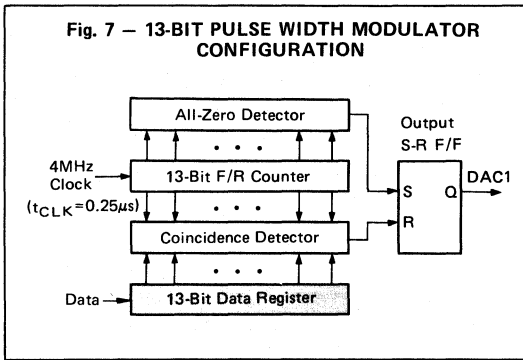 Fig. 7 — 13-BIT PULSE WIDTH MODULATOR
CONFIGURATION
All-Zero Detector
Output
S-R F/F
4MHz
Clock
(tCLK=0.25μs)
13-Bit F/R Counter
S
Q
DAC1
R
Coincidence Detector
Data
13-Bit Data Register